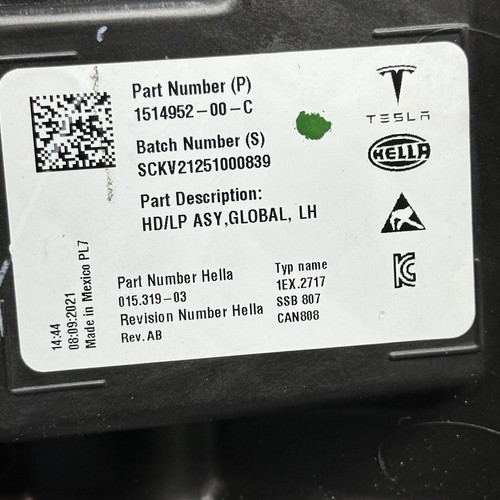 Part Number (P)
1514952-00-C
Batch Number (S)
SCKV21251000839
Part Description:
HD/LP ASY,GLOBAL, LH
TESLA
HELLA
Part Number Hella
015.319-03
Revision Number Hella
Rev. AB
Typ name
1EX.2717
SSB 807
CAN808
14:44
08:09:2021
Made in Mexico PL7